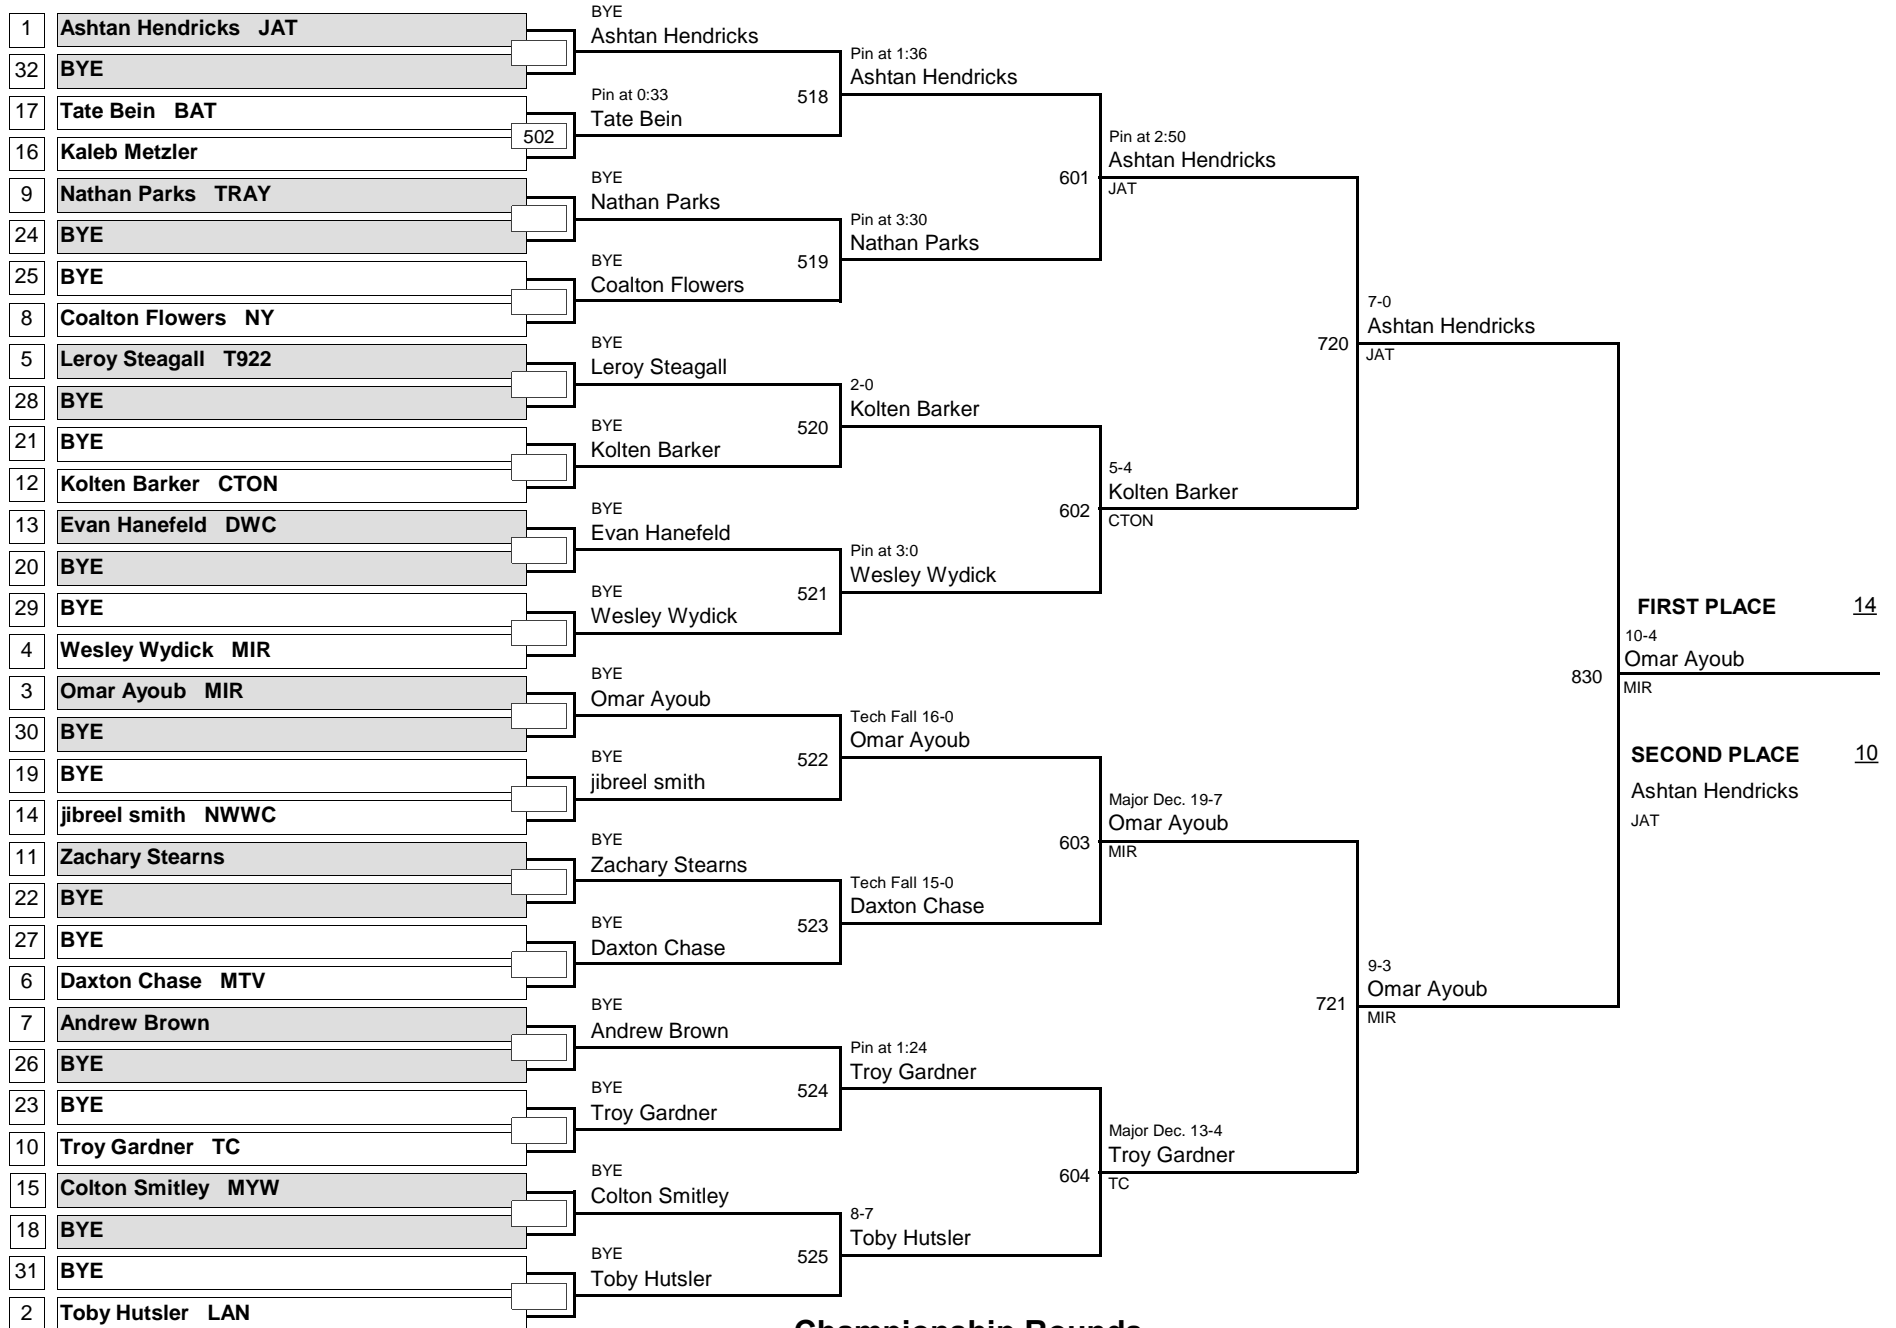 1 Ashtan Hendricks JAT
32 BYE
17 Tate Bein BAT
16 Kaleb Metzler
9 Nathan Parks TRAY
24 BYE
25 BYE
8 Coalton Flowers NY
5 Leroy Steagall T922
28 BYE
21 BYE
12 Kolten Barker CTON
13 Evan Hanefeld DWC
20 BYE
29 BYE
4 Wesley Wydick MIR
3 Omar Ayoub MIR
30 BYE
19 BYE
14 jibreel smith NWWC
11 Zachary Stearns
22 BYE
27 BYE
6 Daxton Chase MTV
7 Andrew Brown
26 BYE
23 BYE
10 Troy Gardner TC
15 Colton Smitley MYW
18 BYE
31 BYE
2 Toby Hutsler LAN
502
BYE
Ashtan Hendricks
Pin at 0:33
Tate Bein
BYE
Nathan Parks
BYE
Coalton Flowers
BYE
Leroy Steagall
BYE
Kolten Barker
BYE
Evan Hanefeld
BYE
Wesley Wydick
BYE
Omar Ayoub
BYE
jibreel smith
BYE
Zachary Stearns
BYE
Daxton Chase
BYE
Andrew Brown
BYE
Troy Gardner
BYE
Colton Smitley
BYE
Toby Hutsler
518
519
520
521
522
523
524
525
Pin at 1:36
Ashtan Hendricks
Pin at 3:30
Nathan Parks
2-0
Kolten Barker
Pin at 3:0
Wesley Wydick
Tech Fall 16-0
Omar Ayoub
Tech Fall 15-0
Daxton Chase
Pin at 1:24
Troy Gardner
8-7
Toby Hutsler
601
602
603
604
Pin at 2:50
Ashtan Hendricks
JAT
5-4
Kolten Barker
CTON
Major Dec. 19-7
Omar Ayoub
MIR
Major Dec. 13-4
Troy Gardner
TC
720
721
7-0
Ashtan Hendricks
JAT
9-3
Omar Ayoub
MIR
830
FIRST PLACE 14
10-4
Omar Ayoub
MIR
SECOND PLACE 10
Ashtan Hendricks
JAT
Championship Rounds